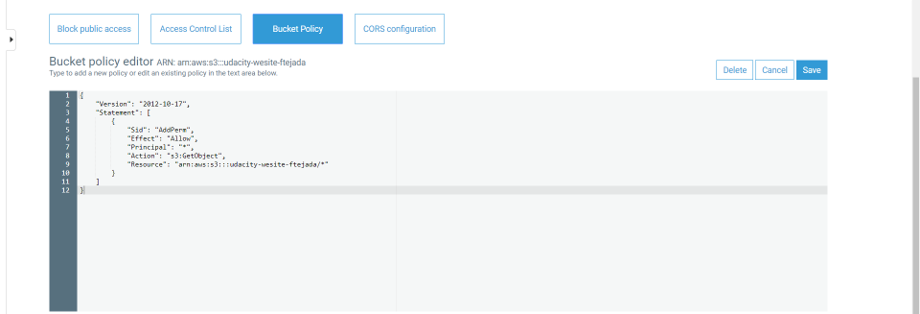 Block public access
Access Control List
Bucket Policy
CORS configuration
Bucket policy editor ARN: arn:aws:s3:::udacity-wesite-ftejada
Type to add a new policy or edit an existing policy in the text area below.
Delete
Cancel
Save
1 {
2 "Version": "2012-10-17",
3 "Statement": [
4 {
5 "Sid": "AddPerm",
6 "Effect": "Allow",
7 "Principal": "*",
8 "Action": "s3:GetObject",
9 "Resource": "arn:aws:s3:::udacity-wesite-ftejada/*"
10 }
11 ]
12 }